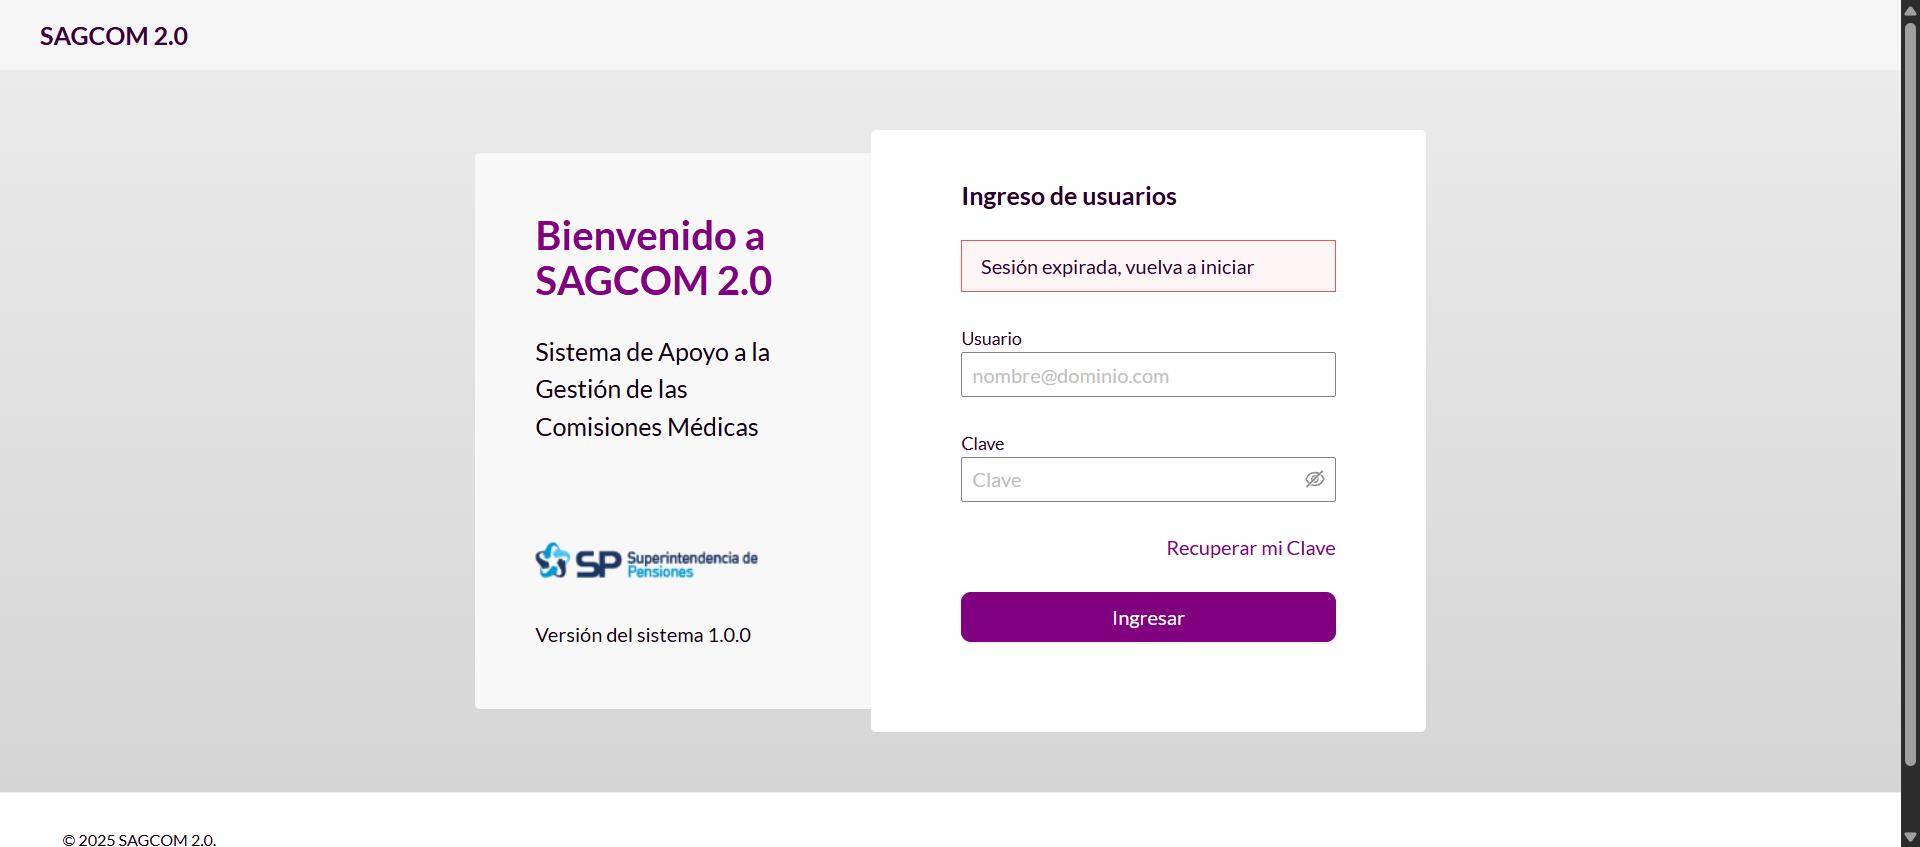 SAGCOM 2.0
Bienvenido a
SAGCOM 2.0
Sistema de Apoyo a la
Gestión de las
Comisiones Médicas
SP Superintendencia de
Pensiones
Versión del sistema 1.0.0
Ingreso de usuarios
Sesión expirada, vuelva a iniciar
Usuario
nombre@dominio.com
Clave
Clave
Recuperar mi Clave
Ingresar
© 2025 SAGCOM 2.0.